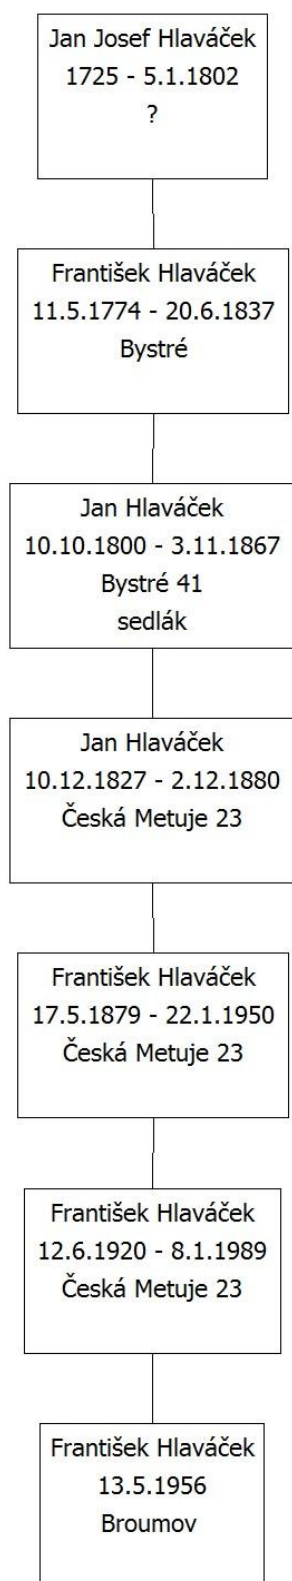 Jan Josef Hlaváček
1725 - 5.1.1802
?
František Hlaváček
11.5.1774 - 20.6.1837
Bystré
Jan Hlaváček
10.10.1800 - 3.11.1867
Bystré 41
sedlák
Jan Hlaváček
10.12.1827 - 2.12.1880
Česká Metuje 23
František Hlaváček
17.5.1879 - 22.1.1950
Česká Metuje 23
František Hlaváček
12.6.1920 - 8.1.1989
Česká Metuje 23
František Hlaváček
13.5.1956
Broumov